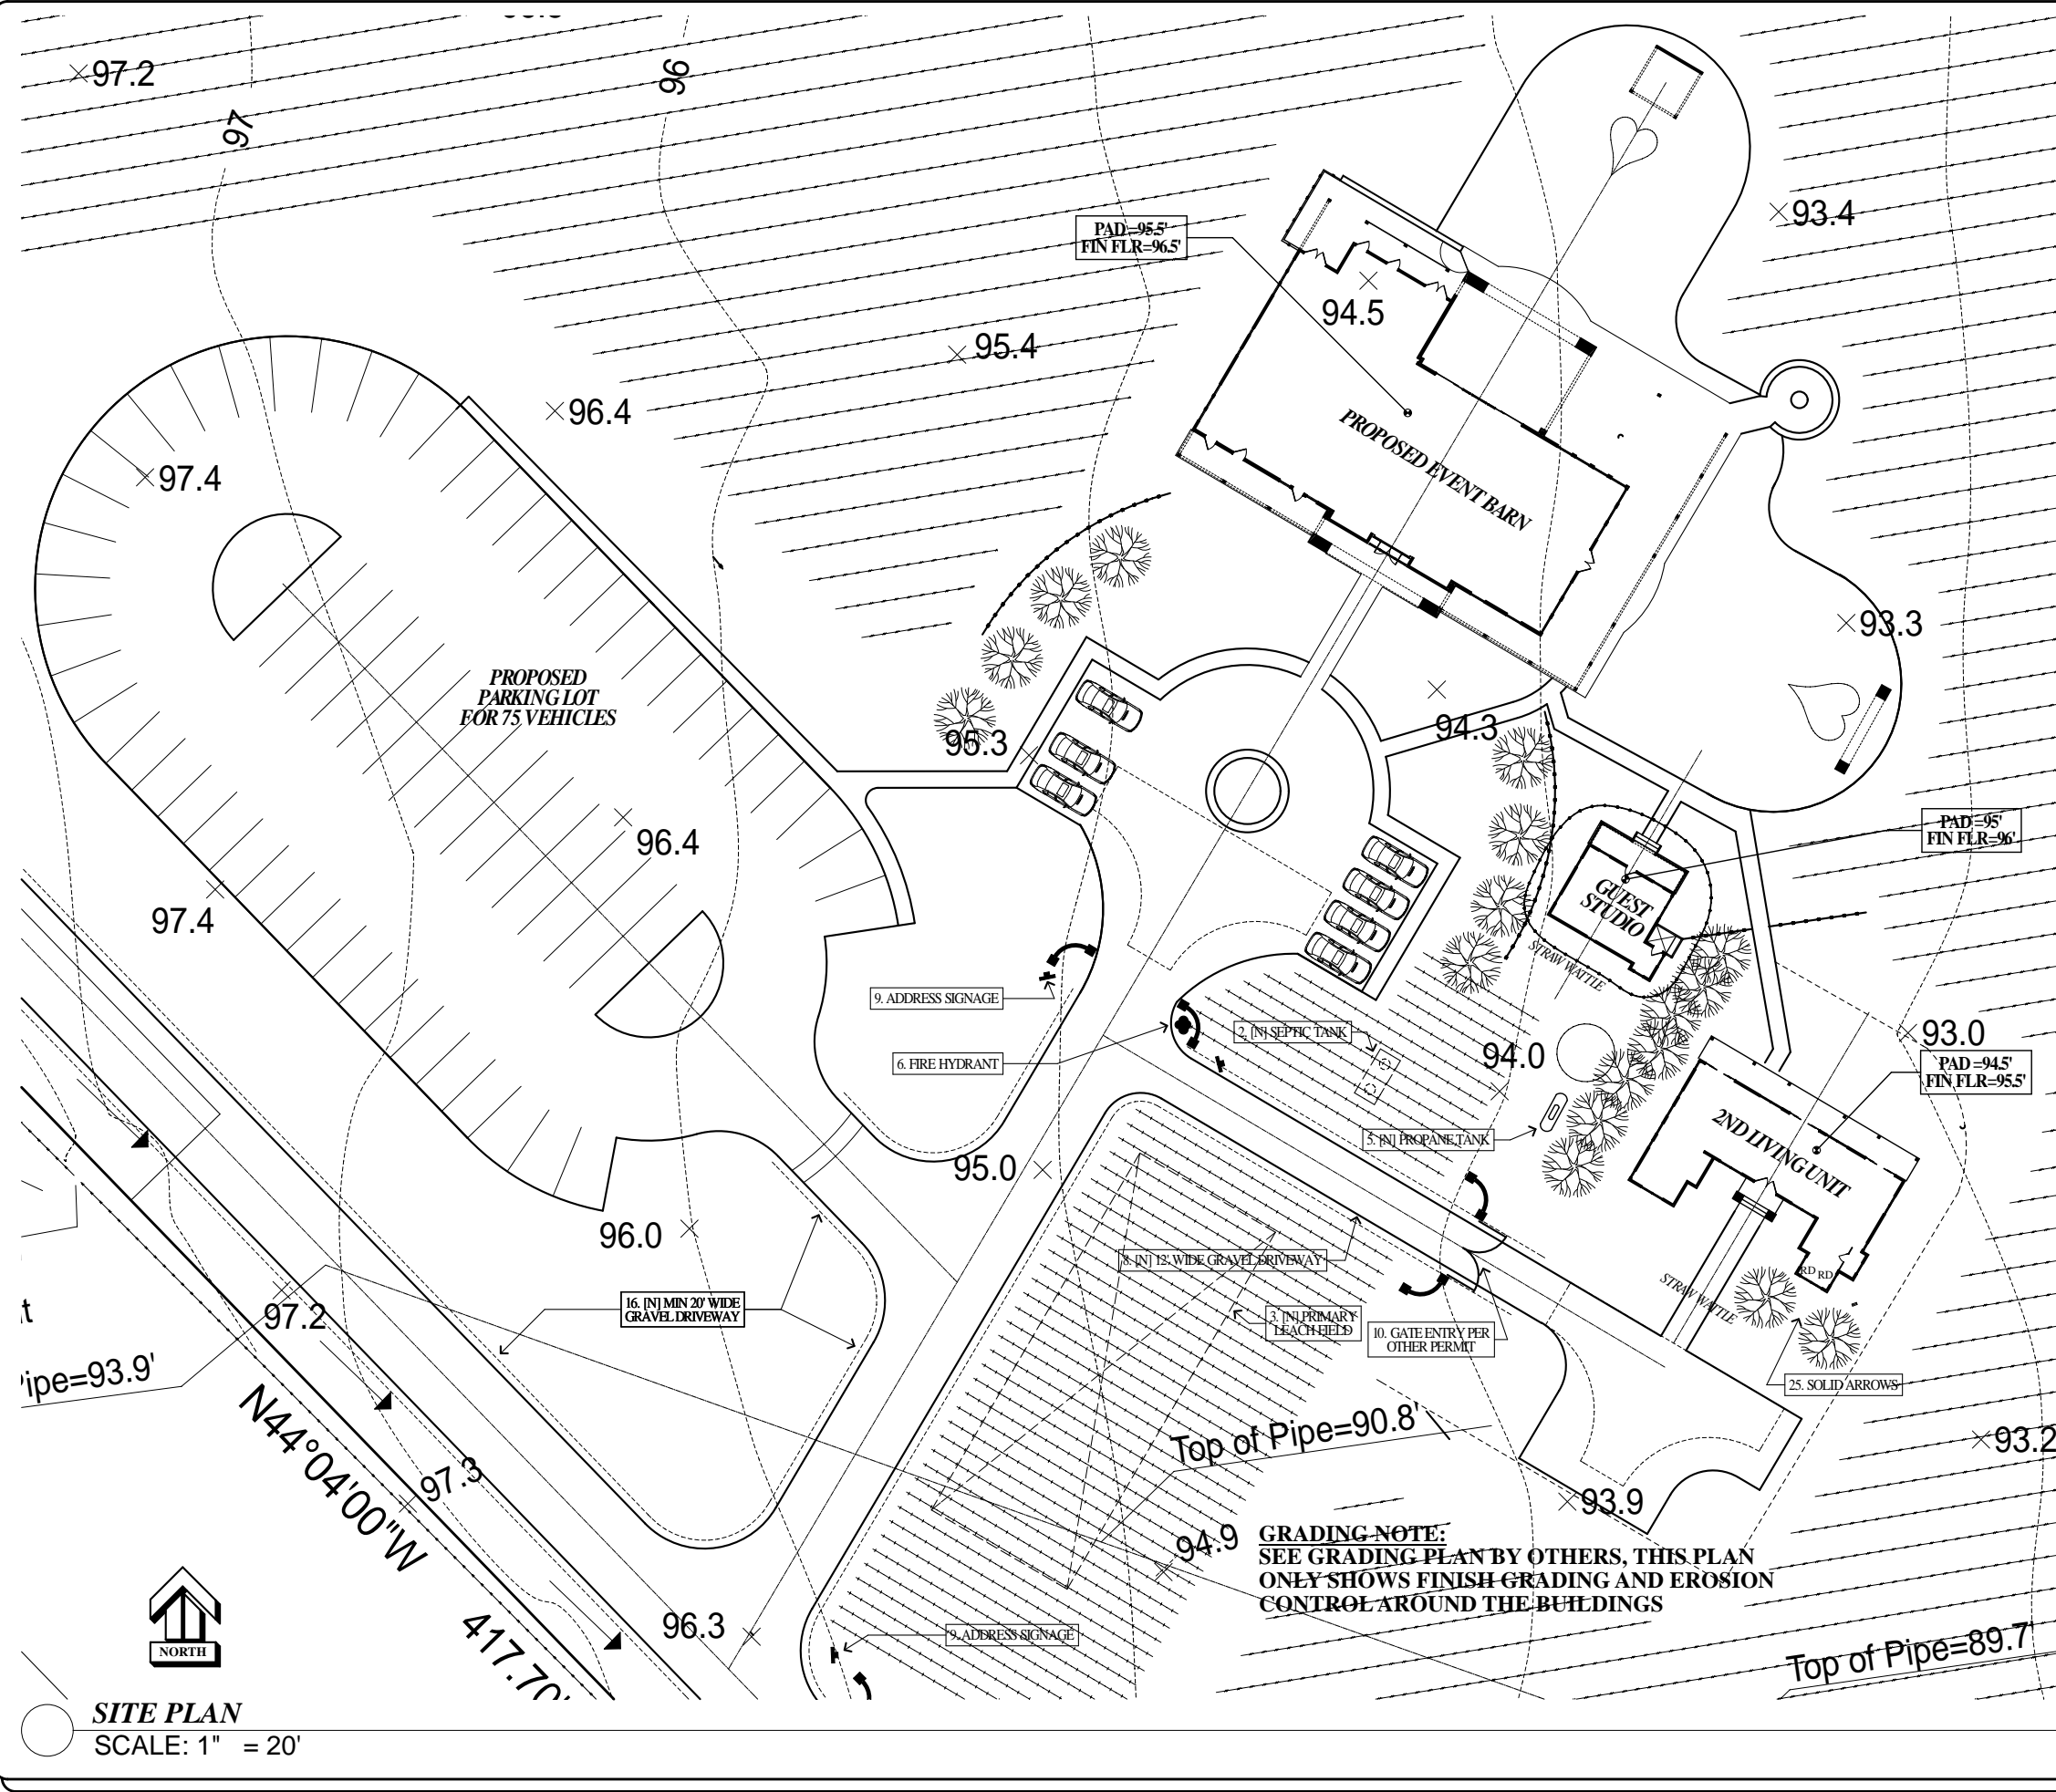 97.2
97
96
93.4
PAD =95.5'
FIN FLR=96.5'
94.5
95.4
96.4
PROPOSED EVENT BARN
97.4
93.3
PROPOSED
PARKING LOT
FOR 75 VEHICLES
95.3
94.3
PAD =95'
FIN FLR=96'
96.4
97.4
GUEST
STUDIO
STRAW WATTLE
9. ADDRESS SIGNAGE
2. [N] SEPTIC TANK
93.0
94.0
6. FIRE HYDRANT
PAD =94.5'
FIN FLR=95.5'
5. [N] PROPANE TANK
2ND LIVING UNIT
95.0
96.0
8. [N] 12' WIDE GRAVEL DRIVEWAY
RD RD
STRAW WATTLE
97.2
16. [N] MIN 20' WIDE
GRAVEL DRIVEWAY
3. [N] PRIMARY
LEACH FIELD
10. GATE ENTRY PER
OTHER PERMIT
ipe=93.9'
25. SOLID ARROWS
Top of Pipe=90.8'
93.2
N44°04'00"W
97.3
93.9
94.9
GRADING NOTE:
SEE GRADING PLAN BY OTHERS, THIS PLAN
ONLY SHOWS FINISH GRADING AND EROSION
CONTROL AROUND THE BUILDINGS
96.3
9. ADDRESS SIGNAGE
417.70'
Top of Pipe=89.7'
NORTH
SITE PLAN
SCALE: 1" = 20'